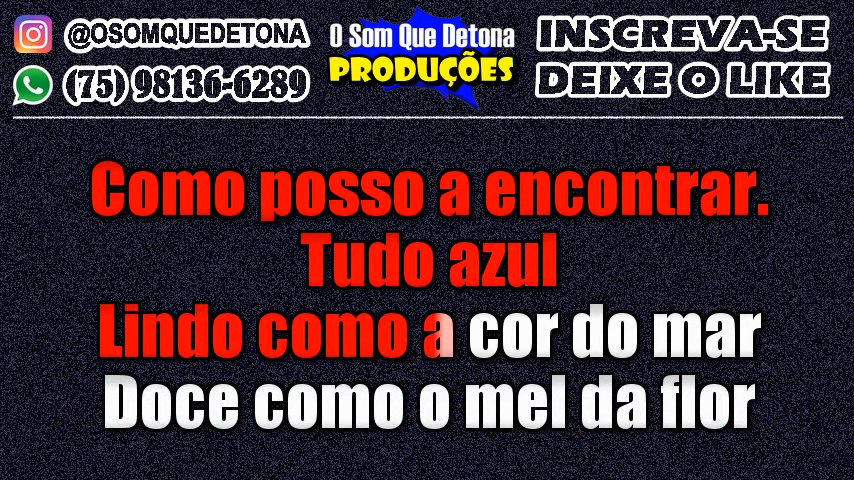 @OSOMQUEDETONA
(75) 98136-6289
O Som Que Detona
PRODUÇÕES
INSCREVA-SE
DEIXE O LIKE
Como posso a encontrar.
Tudo azul
Lindo como a cor do mar
Doce como o mel da flor